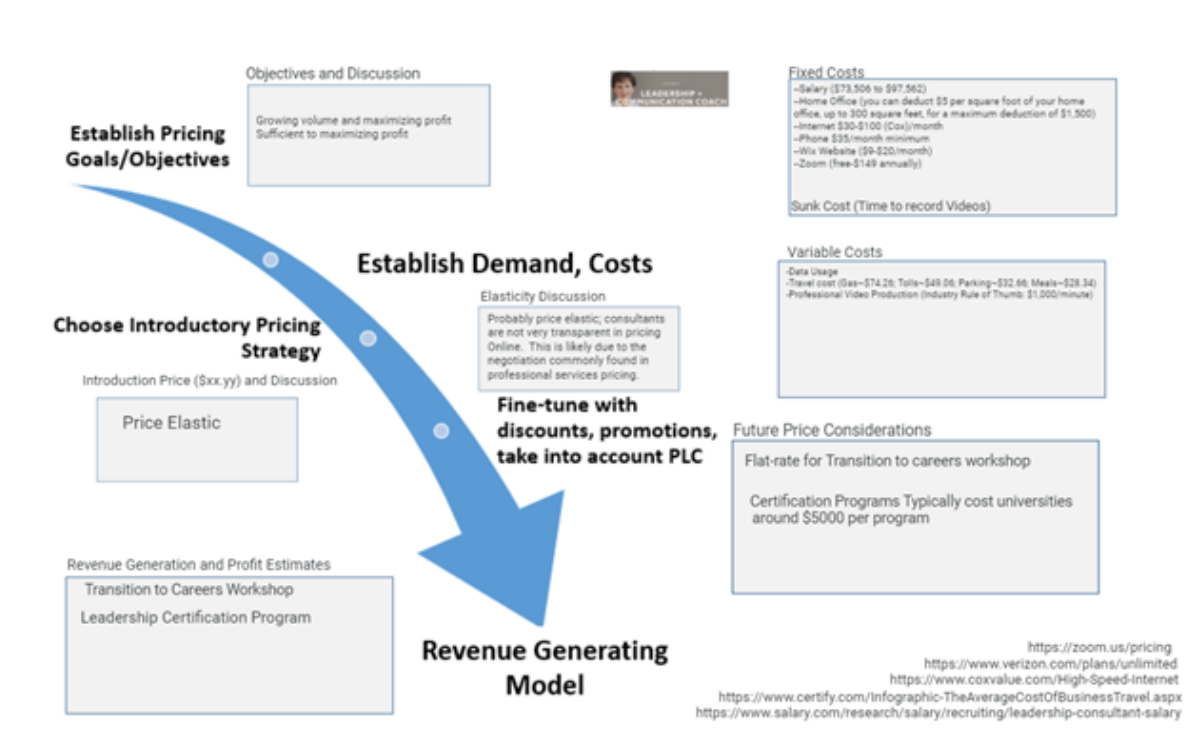 Objectives and Discussion
Growing volume and maximizing profit
Sufficient to maximizing profit
Establish Pricing
Goals/Objectives
LEADERSHIP +
COMMUNICATION COACH
Fixed Costs
--Salary ($73,506 to $97,562)
--Home Office (you can deduct $5 per square foot of your home
office, up to 300 square feet, for a maximum deduction of $1,500)
--Internet $30-$100 (Cox)/month
--Phone $35/month minimum
--Wix Website ($9-$20/month)
--Zoom (free-$149 annually)
Sunk Cost (Time to record Videos)
Establish Demand, Costs
Elasticity Discussion
Probably price elastic; consultants
are not very transparent in pricing
Online. This is likely due to the
negotiation commonly found in
professional services pricing.
Variable Costs
-Data Usage
-Travel cost (Gas~$74.26; Tolls~$49.06; Parking~$32.66; Meals~$28.34)
-Professional Video Production (Industry Rule of Thumb: $1,000/minute)
Choose Introductory Pricing
Strategy
Introduction Price ($xx.yy) and Discussion
Price Elastic
Fine-tune with
discounts, promotions,
take into account PLC
Future Price Considerations
Flat-rate for Transition to careers workshop
Certification Programs Typically cost universities
around $5000 per program
Revenue Generation and Profit Estimates
Transition to Careers Workshop
Leadership Certification Program
Revenue Generating
Model
https://zoom.us/pricing
https://www.verizon.com/plans/unlimited
https://www.coxvalue.com/High-Speed-Internet
https://www.certify.com/Infographic-TheAverageCostOfBusinessTravel.aspx
https://www.salary.com/research/salary/recruiting/leadership-consultant-salary